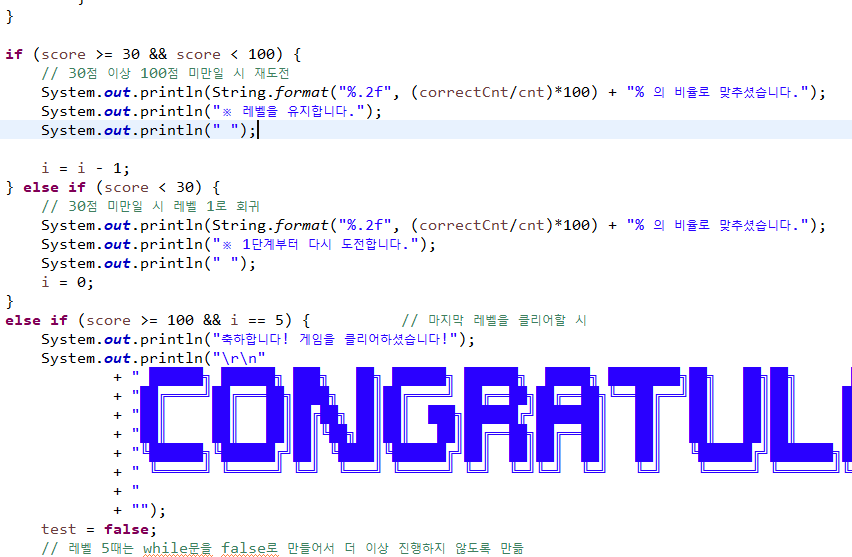 }
if (score >= 30 && score < 100) {
// 30점 이상 100점 미만일 시 재도전
System.out.println(String.format("%.2f", (correctCnt/cnt)*100) + "% 의 비율로 맞추셨습니다.");
System.out.println("※ 레벨을 유지합니다.");
System.out.println(" ");
i = i - 1;
} else if (score < 30) {
// 30점 미만일 시 레벨 1로 회귀
System.out.println(String.format("%.2f", (correctCnt/cnt)*100) + "% 의 비율로 맞추셨습니다.");
System.out.println("※ 1단계부터 다시 도전합니다.");
System.out.println(" ");
i = 0;
}
else if (score >= 100 && i == 5) { // 마지막 레벨을 클리어할 시
System.out.println("축하합니다! 게임을 클리어하셨습니다!");
System.out.println("\r\n"
+ "
+ "
+ "
+ "
+ "
+ "
CONGRATUL
+ "
+ "");
test = false;
// 레벨 5때는 while문을 false로 만들어서 더 이상 진행하지 않도록 만듦